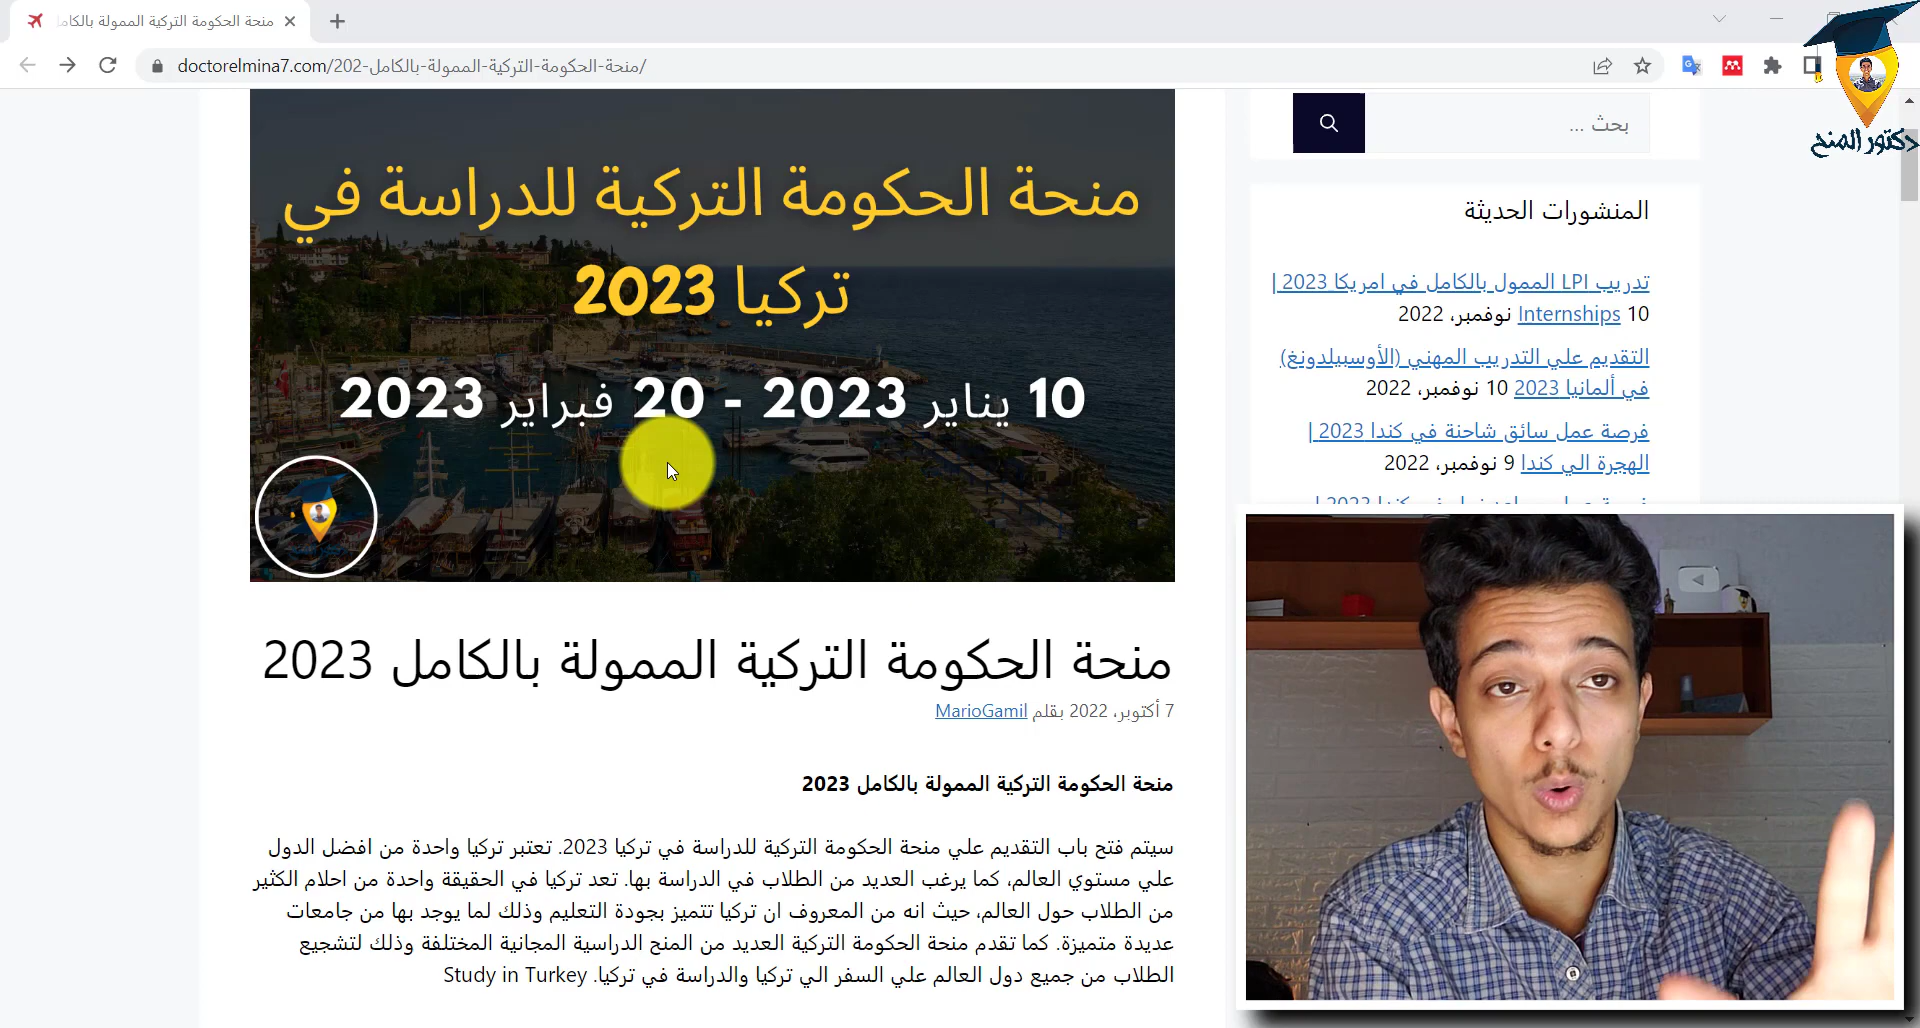 منحة الحكومة التركية الممولة بالكامل
doctorelmina7.com/202-منحة-الحكومة-التركية-الممولة-بالكامل/
دكتور المنح
منحة الحكومة التركية للدراسة في
تركيا 2023
10 يناير 2023 - 20 فبراير 2023
منحة الحكومة التركية الممولة بالكامل 2023
7 أكتوبر، 2022 بقلم MarioGamil
منحة الحكومة التركية الممولة بالكامل 2023
سيتم فتح باب التقديم علي منحة الحكومة التركية للدراسة في تركيا 2023. تعتبر تركيا واحدة من افضل الدول
علي مستوي العالم، كما يرغب العديد من الطلاب في الدراسة بها. تعد تركيا في الحقيقة واحدة من احلام الكثير
من الطلاب حول العالم، حيث انه من المعروف ان تركيا تتميز بجودة التعليم وذلك لما يوجد بها من جامعات
عديدة متميزة. كما تقدم منحة الحكومة التركية العديد من المنح الدراسية المجانية المختلفة وذلك لتشجيع
الطلاب من جميع دول العالم علي السفر الي تركيا والدراسة في تركيا. Study in Turkey
بحث ...
المنشورات الحديثة
تدريب LPI الممول بالكامل في امريكا 2023 |
Internships 10 نوفمبر، 2022
التقديم علي التدريب المهني (الأوسبيلدونغ)
في ألمانيا 2023 10 نوفمبر، 2022
فرصة عمل سائق شاحنة في كندا 2023 |
الهجرة الي كندا 9 نوفمبر، 2022